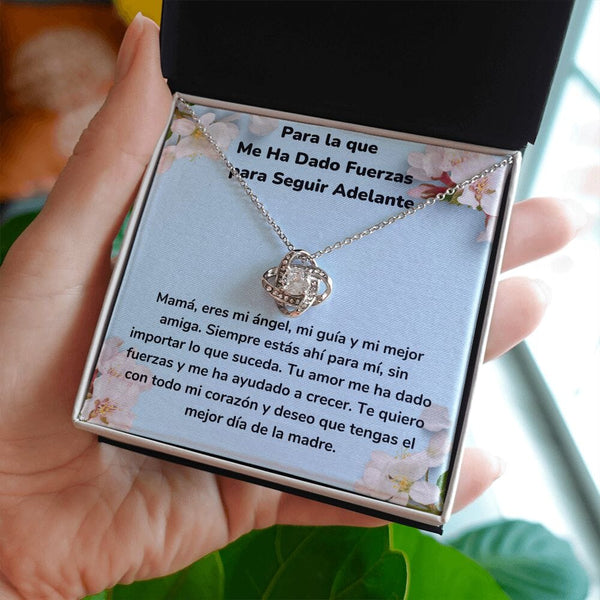 Para la que
Me Ha Dado Fuerzas
para Seguir Adelante
Mamá, eres mi ángel, mi guía y mi mejor
amiga. Siempre estás ahí para mí, sin
importar lo que suceda. Tu amor me ha dado
fuerzas y me ha ayudado a crecer. Te quiero
con todo mi corazón y deseo que tengas el
mejor día de la madre.